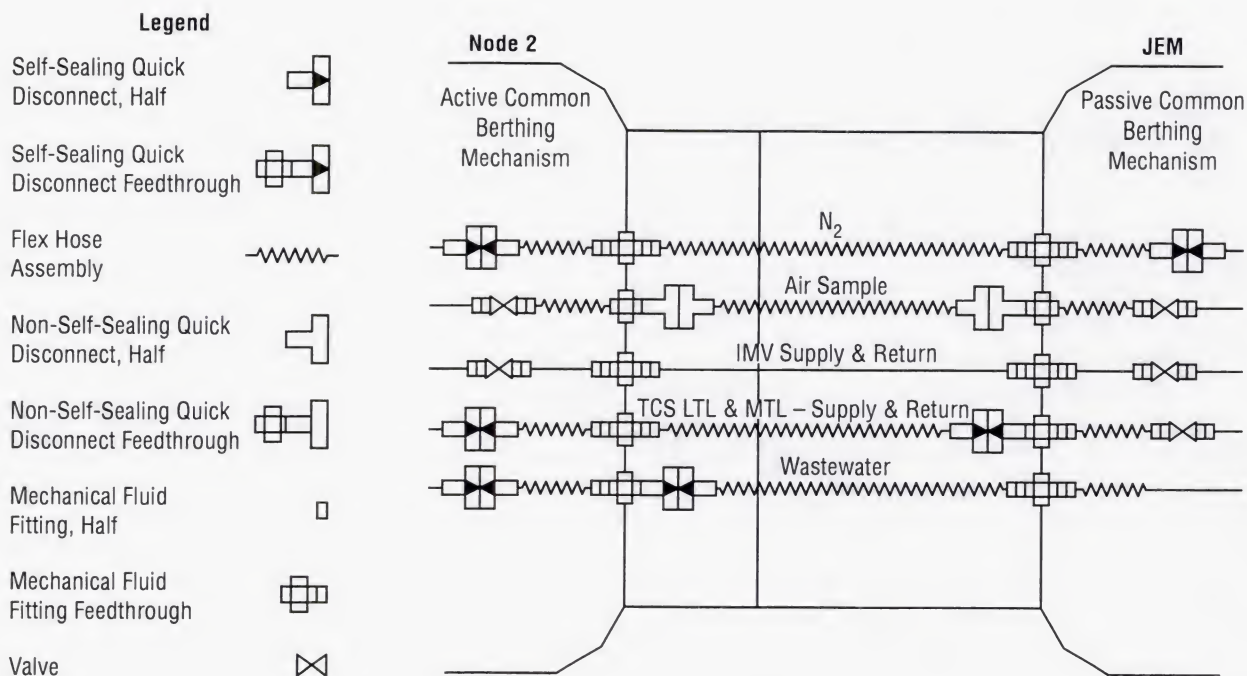 Legend
Self-Sealing Quick
Disconnect, Half
Self-Sealing Quick
Disconnect Feedthrough
Flex Hose
Assembly
Non-Self-Sealing Quick
Disconnect, Half
Non-Self-Sealing Quick
Disconnect Feedthrough
Mechanical Fluid
Fitting, Half
Mechanical Fluid
Fitting Feedthrough
Valve
Node 2
Active Common
Berthing
Mechanism
JEM
Passive Common
Berthing
Mechanism
N2
Air Sample
IMV Supply & Return
TCS LTL & MTL – Supply & Return
Wastewater